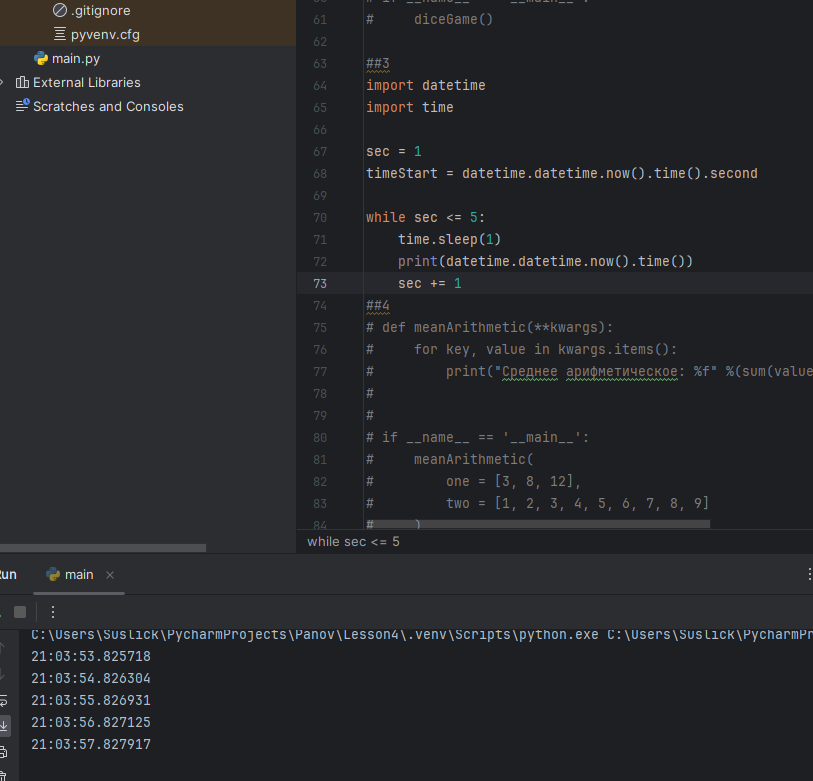 .gitignore
pyvenv.cfg
main.py
External Libraries
Scratches and Consoles
61 #     diceGame()
62
63 ##3
64 import datetime
65 import time
66
67 sec = 1
68 timeStart = datetime.datetime.now().time().second
69
70 while sec <= 5:
71     time.sleep(1)
72     print(datetime.datetime.now().time())
73     sec += 1
74 ##4
75 # def meanArithmetic(**kwargs):
76 #     for key, value in kwargs.items():
77 #         print("Среднее арифметическое: %f" %(sum(value
78 #
79 #
80 # if __name__ == '__main__':
81 #     meanArithmetic(
82 #         one = [3, 8, 12],
83 #         two = [1, 2, 3, 4, 5, 6, 7, 8, 9]
84 #     )
while sec <= 5
Run main
C:\Users\Suslick\PycharmProjects\Panov\Lesson4\.venv\Scripts\python.exe C:\Users\Suslick\PycharmPr
21:03:53.825718
21:03:54.826304
21:03:55.826931
21:03:56.827125
21:03:57.827917